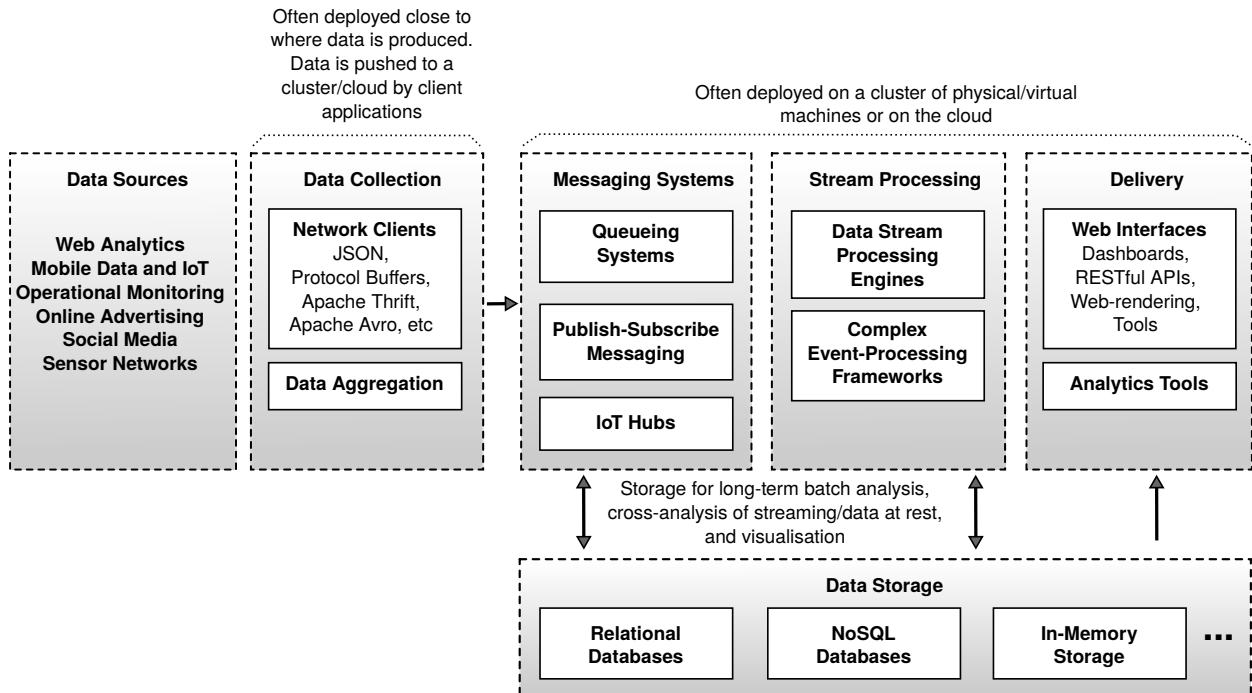 Often deployed close to
where data is produced.
Data is pushed to a
cluster/cloud by client
applications
Often deployed on a cluster of physical/virtual
machines or on the cloud
Data Sources
Web Analytics
Mobile Data and IoT
Operational Monitoring
Online Advertising
Social Media
Sensor Networks
Data Collection
Network Clients
JSON,
Protocol Buffers,
Apache Thrift,
Apache Avro, etc
Data Aggregation
Messaging Systems
Queueing
Systems
Publish-Subscribe
Messaging
IoT Hubs
Stream Processing
Data Stream
Processing
Engines
Complex
Event-Processing
Frameworks
Delivery
Web Interfaces
Dashboards,
RESTful APIs,
Web-rendering,
Tools
Analytics Tools
Storage for long-term batch analysis,
cross-analysis of streaming/data at rest,
and visualisation
Data Storage
Relational
Databases
NoSQL
Databases
In-Memory
Storage
...